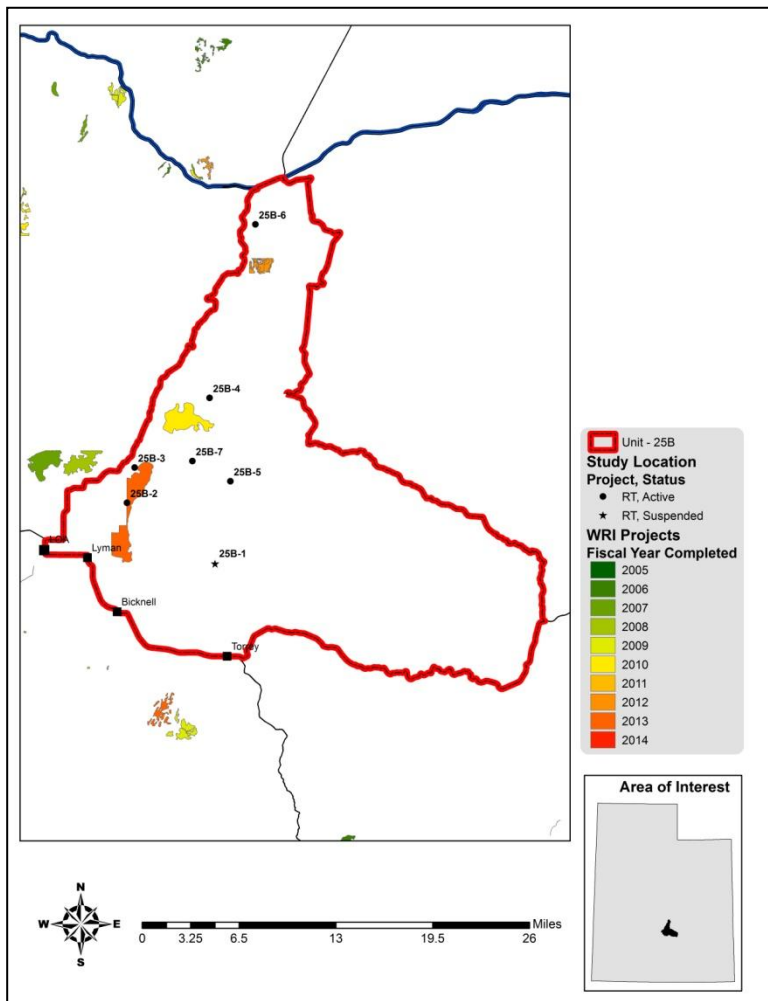 25B-6
25B-4
25B-3
25B-7
25B-5
25B-2
25B-1
LOA
Lyman
Bicknell
Torrey
Unit - 25B
Study Location
Project, Status
RT, Active
RT, Suspended
WRI Projects
Fiscal Year Completed
2005
2006
2007
2008
2009
2010
2011
2012
2013
2014
Area of Interest
N
W E
S
Miles
0 3.25 6.5 13 19.5 26